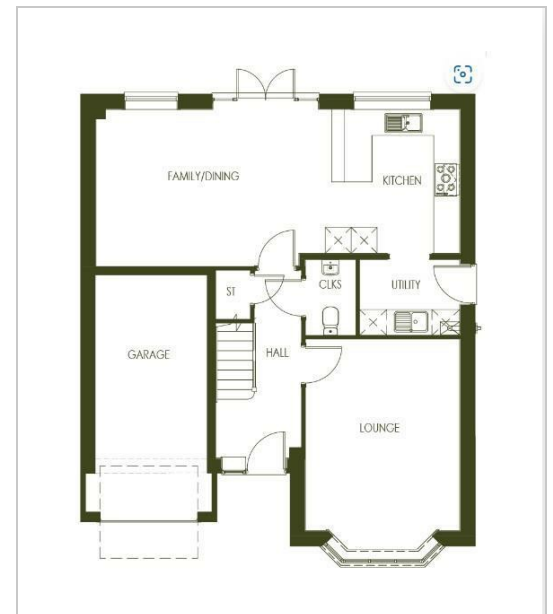 FAMILY/DINING
KITCHEN
ST
CLKS
UTILITY
GARAGE
HALL
LOUNGE